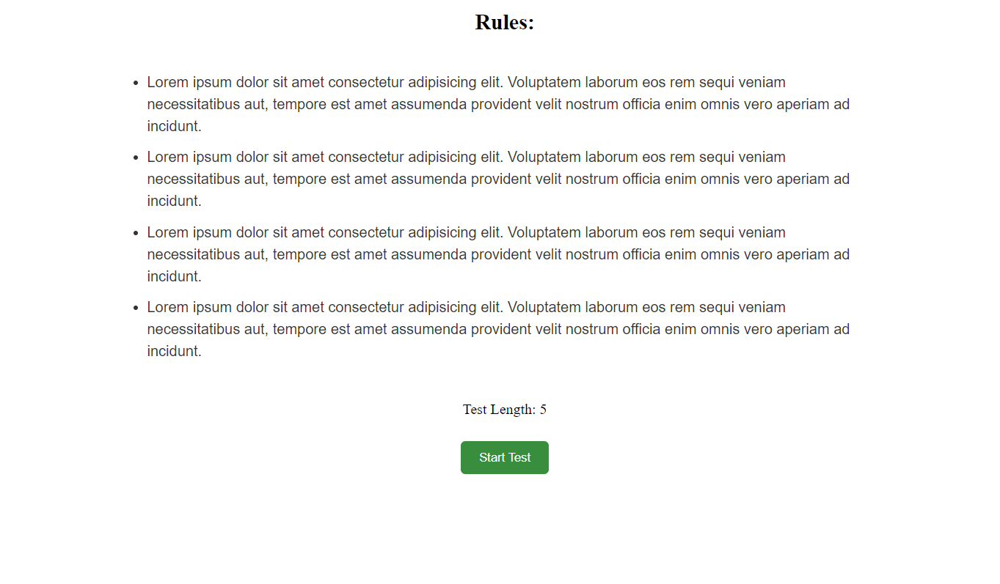 Rules:
Lorem ipsum dolor sit amet consectetur adipisicing elit. Voluptatem laborum eos rem sequi veniam
necessitatibus aut, tempore est amet assumenda provident velit nostrum officia enim omnis vero aperiam ad
incidunt.
Lorem ipsum dolor sit amet consectetur adipisicing elit. Voluptatem laborum eos rem sequi veniam
necessitatibus aut, tempore est amet assumenda provident velit nostrum officia enim omnis vero aperiam ad
incidunt.
Lorem ipsum dolor sit amet consectetur adipisicing elit. Voluptatem laborum eos rem sequi veniam
necessitatibus aut, tempore est amet assumenda provident velit nostrum officia enim omnis vero aperiam ad
incidunt.
Lorem ipsum dolor sit amet consectetur adipisicing elit. Voluptatem laborum eos rem sequi veniam
necessitatibus aut, tempore est amet assumenda provident velit nostrum officia enim omnis vero aperiam ad
incidunt.
Test Length: 5
Start Test